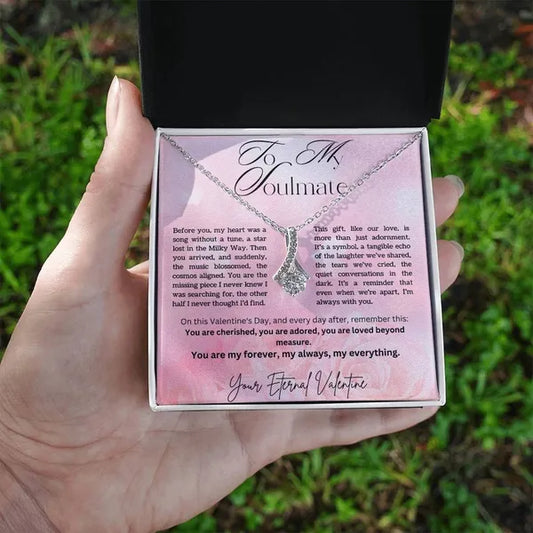 To My
Soulmate
Before you, my heart was a
song without a tune, a star
lost in the Milky Way. Then
you arrived, and suddenly,
the music blossomed, the
cosmos aligned. You are the
missing piece I never knew I
was searching for, the other
half I never thought I'd find.
This gift, like our love, is
more than just adornment.
It's a symbol, a tangible echo
of the laughter we've shared,
the tears we've cried, the
quiet conversations in the
dark. It's a reminder that
even when we're apart, I'm
always with you.
On this Valentine's Day, and every day after, remember this:
You are cherished, you are adored, you are loved beyond
measure.
You are my forever, my always, my everything.
Your Eternal Valentine